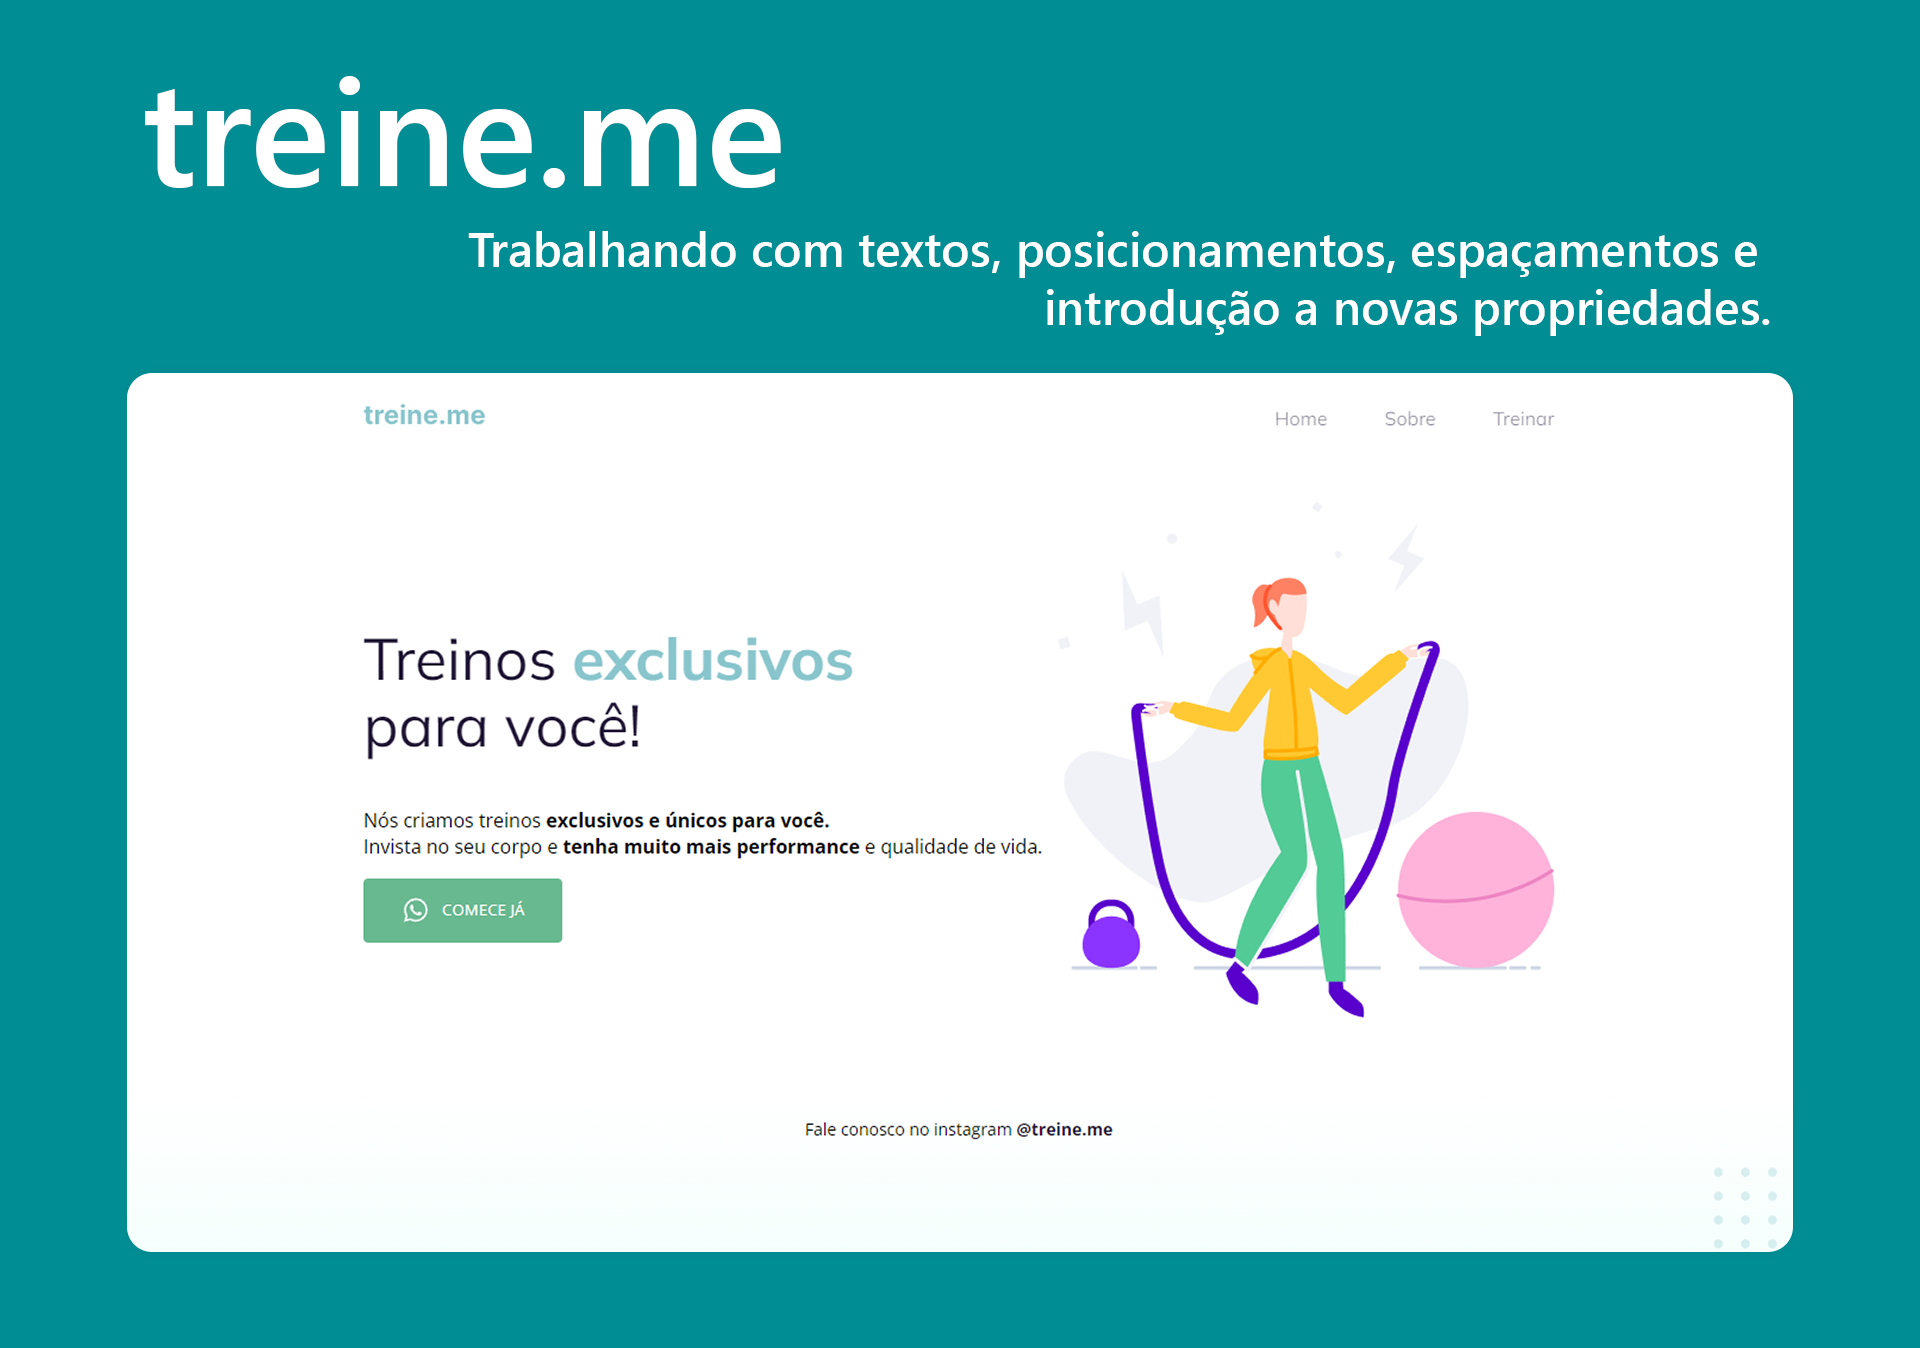 treine.me
Trabalhando com textos, posicionamentos, espaçamentos e
introdução a novas propriedades.
treine.me
Home Sobre Treinar
Treinos exclusivos
para você!
Nós criamos treinos exclusivos e únicos para você.
Invista no seu corpo e tenha muito mais performance e qualidade de vida.
COMECE JÁ
Fale conosco no instagram @treine.me